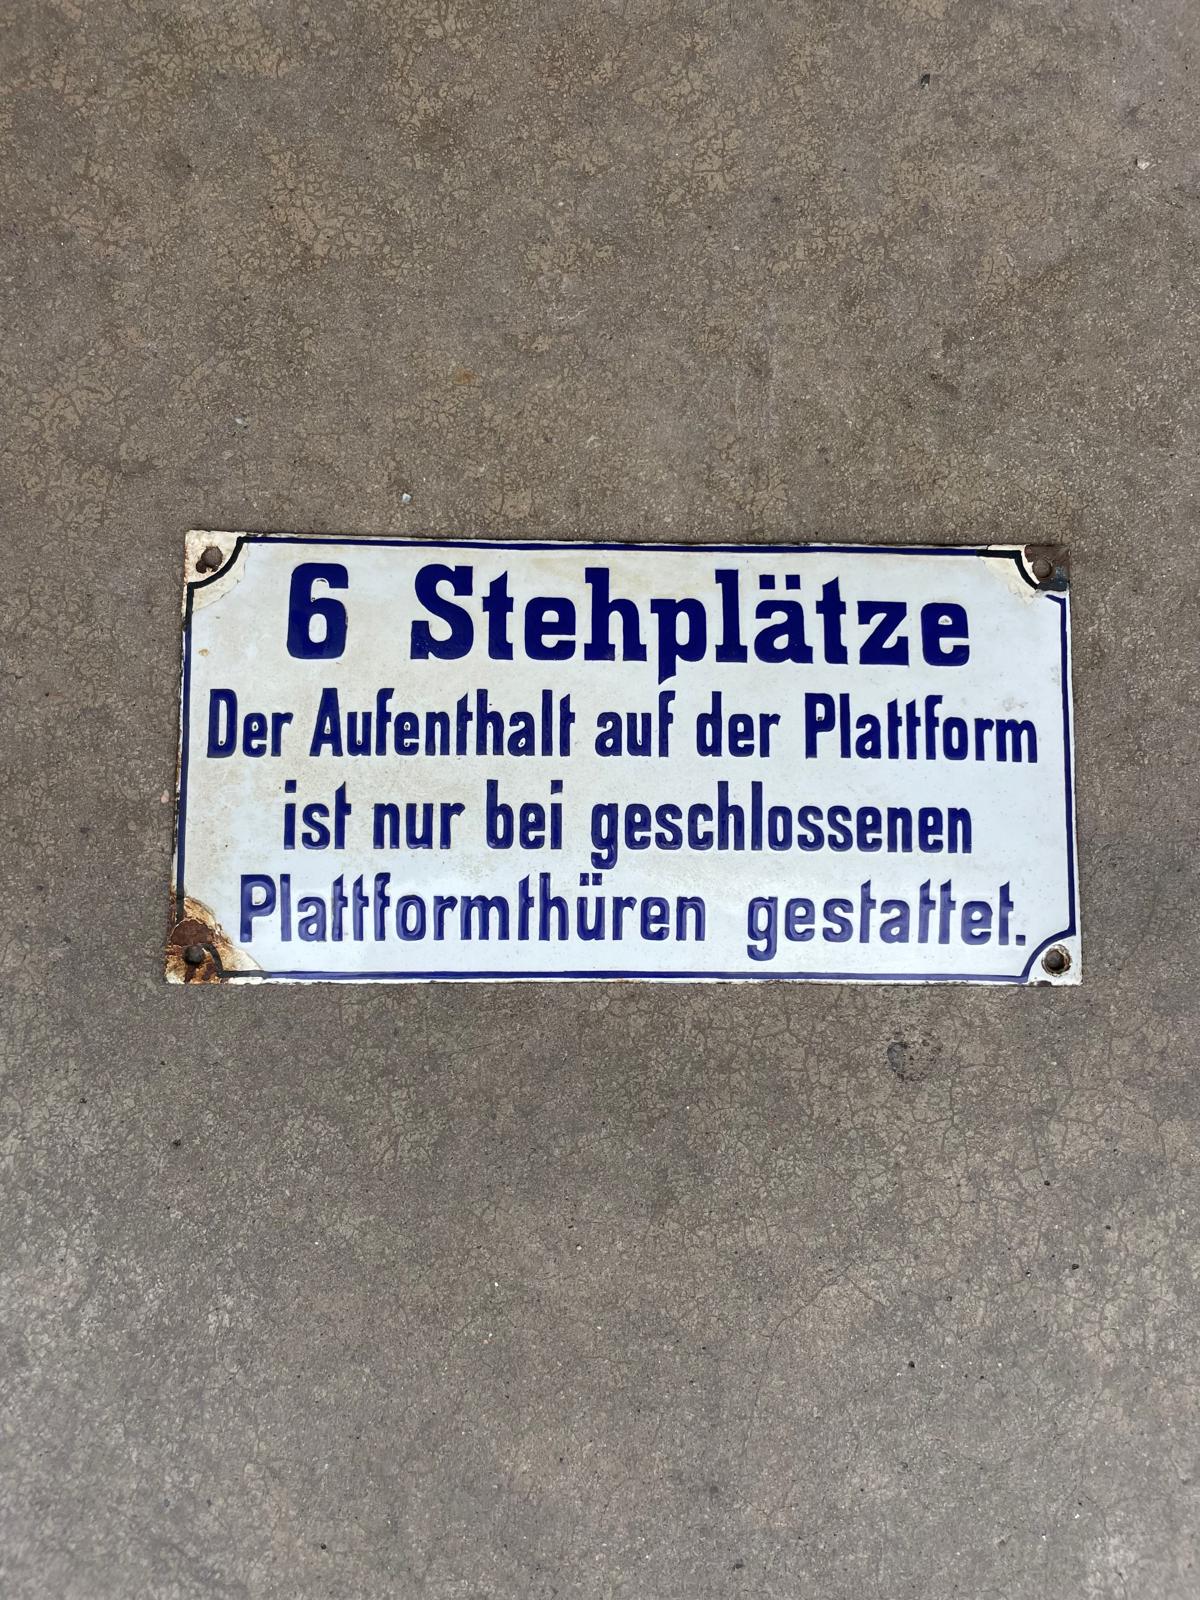 6 Stehplätze
Der Aufenthalt auf der Plattform
ist nur bei geschlossenen
Plattformthüren gestattet.